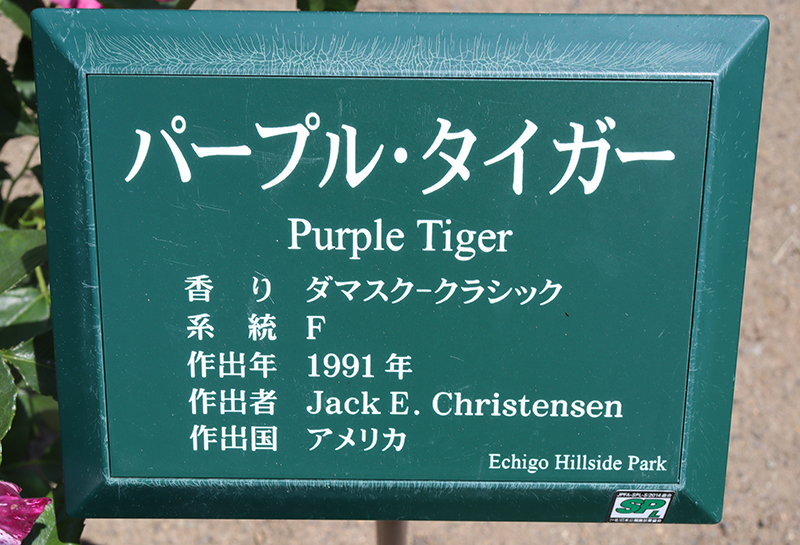 パープル・タイガー
Purple Tiger
香り ダマスク-クラシック
系統 F
作出年 1991年
作出者 Jack E. Christensen
作出国 アメリカ
Echigo Hillside Park
SPL